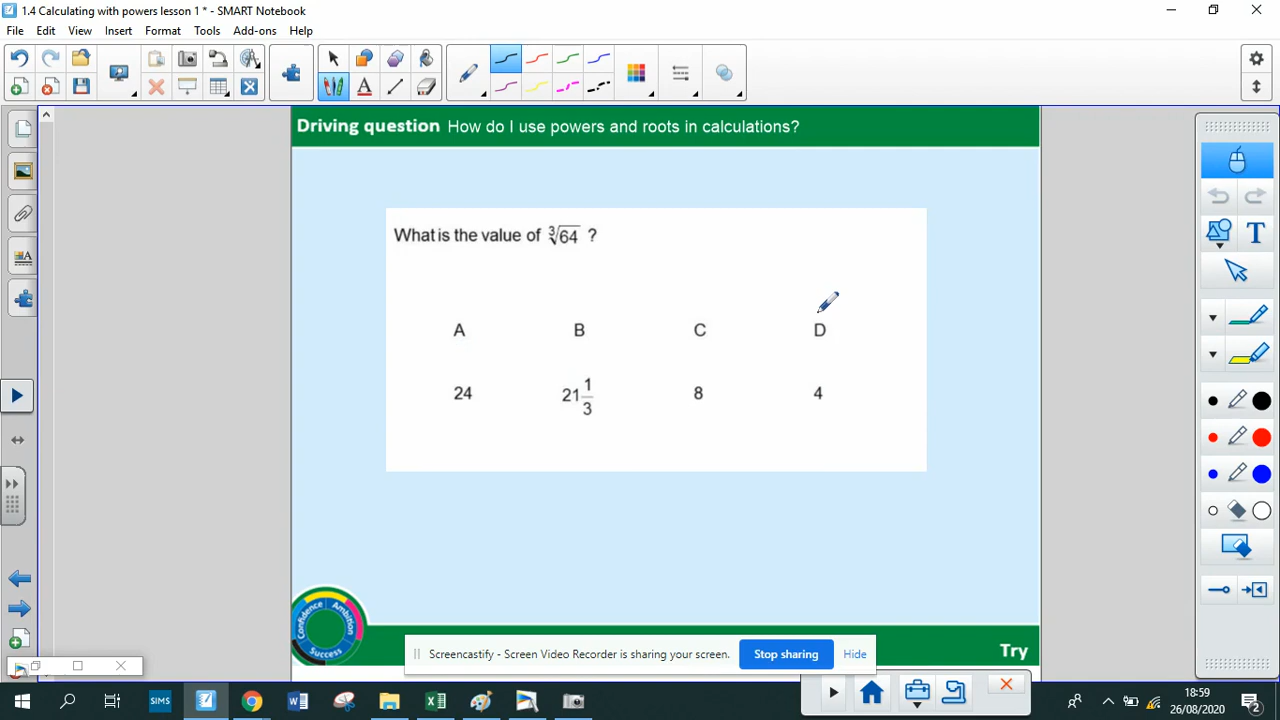 1.4 Calculating with powers lesson 1 * - SMART Notebook
File Edit View Insert Format Tools Add-ons Help
Driving question How do I use powers and roots in calculations?
What is the value of ∛64 ?
A B C D
24 21 1/3 8 4
Confidence Ambition
Success
Try
Screencastify - Screen Video Recorder is sharing your screen. Stop sharing Hide
SIMS
18:59
26/08/2020
2